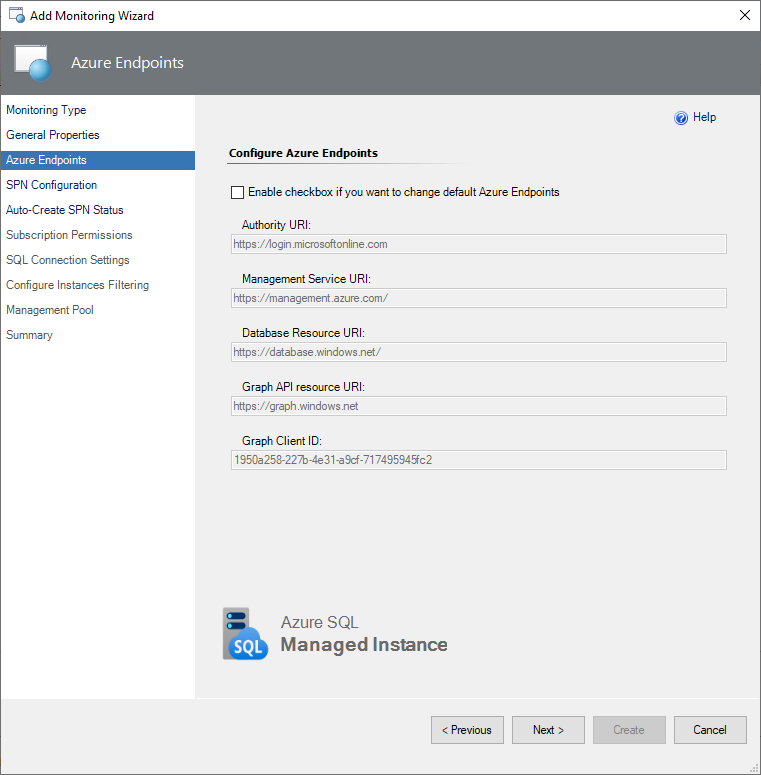 Add Monitoring Wizard
Azure Endpoints
Monitoring Type
General Properties
Azure Endpoints
SPN Configuration
Auto-Create SPN Status
Subscription Permissions
SQL Connection Settings
Configure Instances Filtering
Management Pool
Summary
Help
Configure Azure Endpoints
Enable checkbox if you want to change default Azure Endpoints
Authority URI:
https://login.microsoftonline.com
Management Service URI:
https://management.azure.com/
Database Resource URI:
https://database.windows.net/
Graph API resource URI:
https://graph.windows.net
Graph Client ID:
1950a258-227b-4e31-a9cf-717495945fc2
SQL
Azure SQL
Managed Instance
< Previous
Next >
Create
Cancel